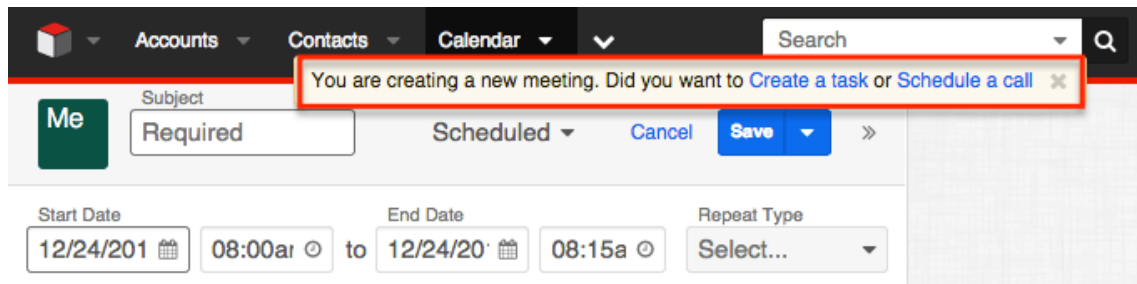 Accounts Contacts Calendar Search
You are creating a new meeting. Did you want to Create a task or Schedule a call
Me
Subject
Required Scheduled Cancel Save »
Start Date End Date Repeat Type
12/24/201 08:00ar to 12/24/20 08:15a Select...